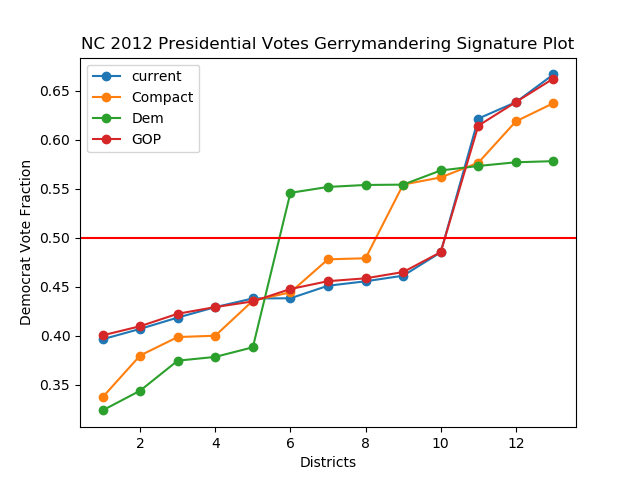 NC 2012 Presidential Votes Gerrymandering Signature Plot
current
Compact
Dem
GOP
Democrat Vote Fraction
0.65
0.60
0.55
0.50
0.45
0.40
0.35
2 4 6 8 10 12
Districts